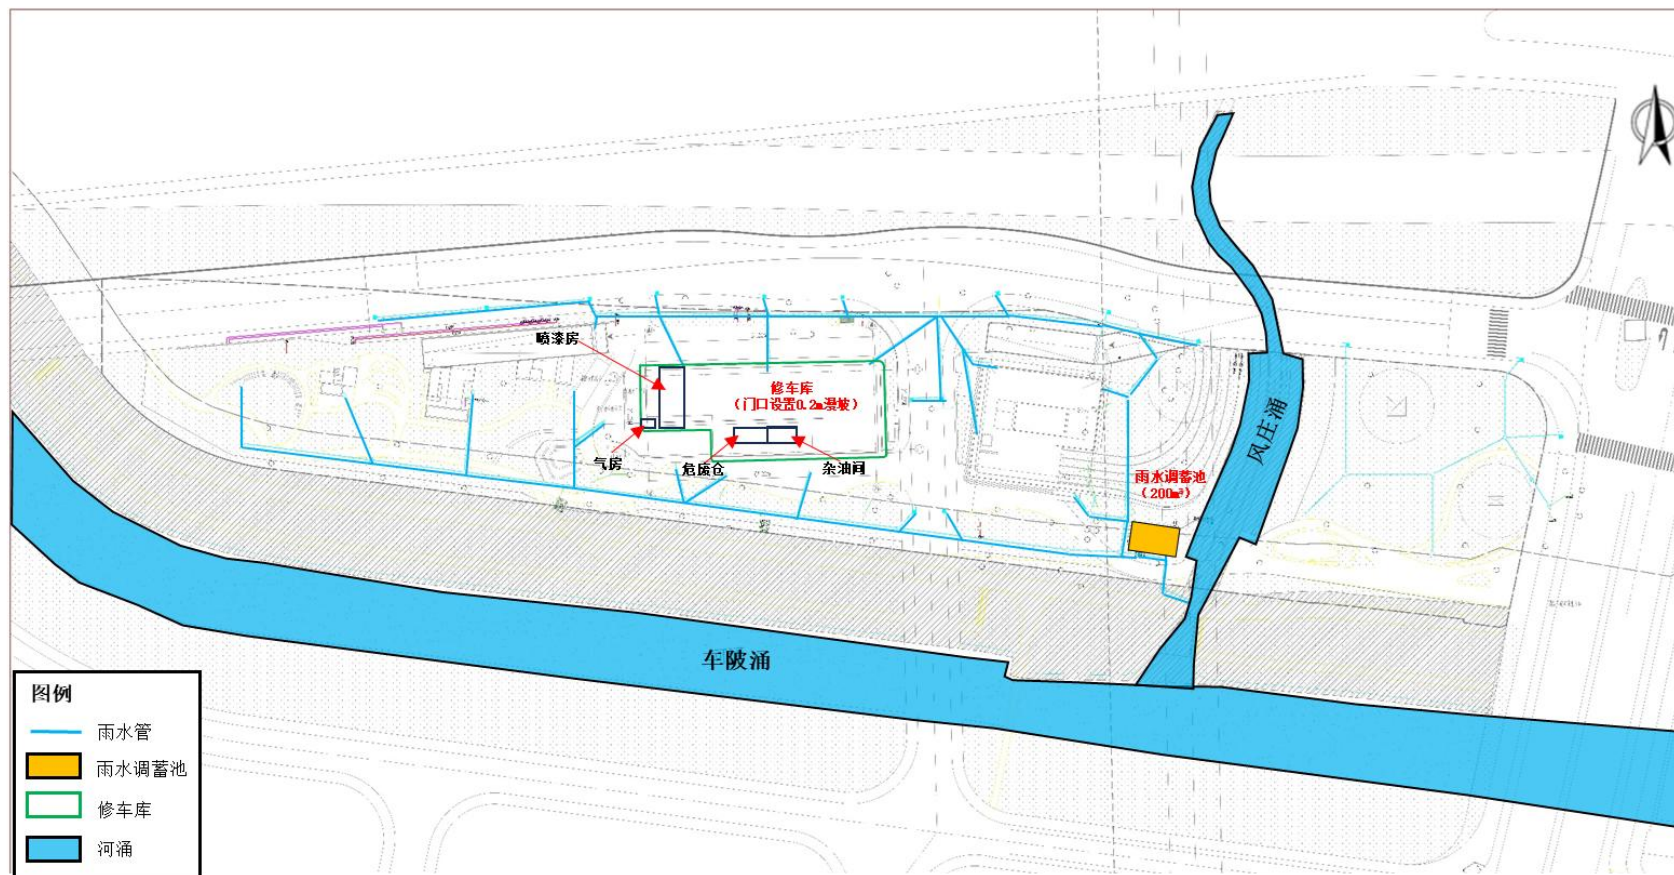 喷漆房
修车库
(门口设置0.2m漫坡)
气房
危废仓
杂油间
雨水调蓄池
(200m³)
风庄涌
车陂涌
图例
雨水管
雨水调蓄池
修车库
河涌